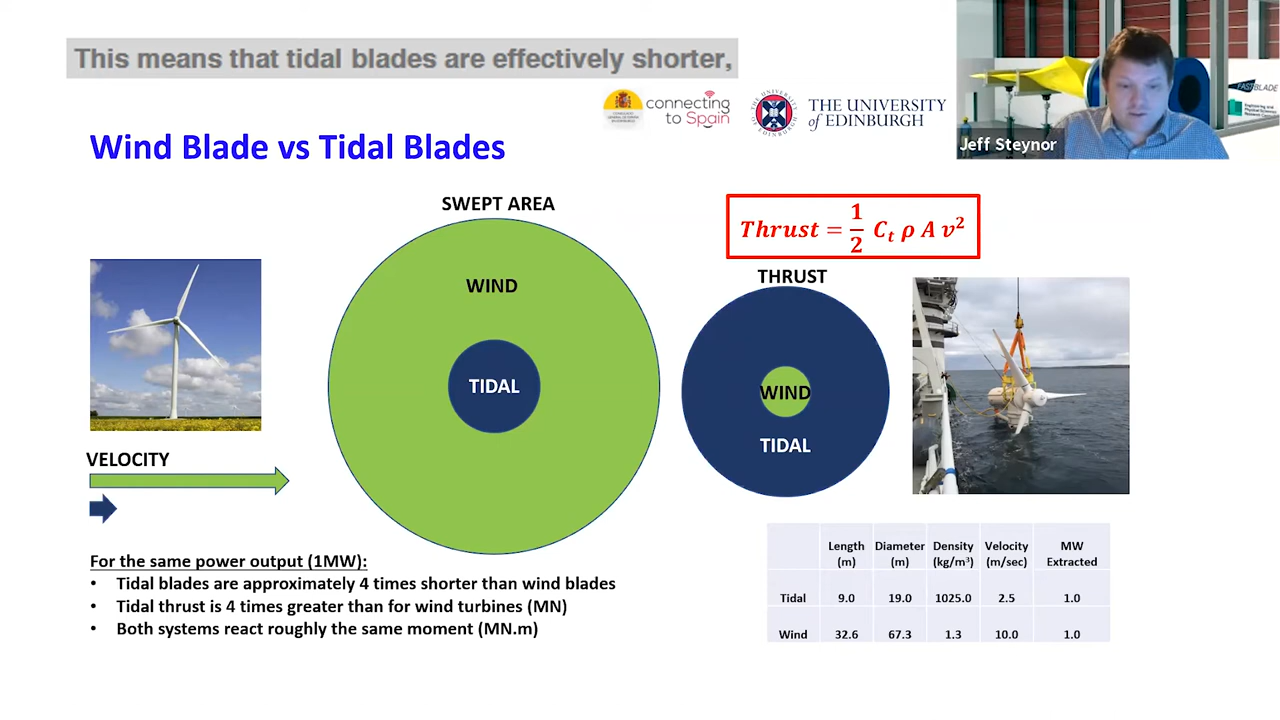 This means that tidal blades are effectively shorter,
connecting
to Spain
THE UNIVERSITY
of EDINBURGH
FASTBLADE
Jeff Steynor
Wind Blade vs Tidal Blades
SWEPT AREA
WIND
TIDAL
Thrust = 1/2 Ct ρ A v²
THRUST
WIND
TIDAL
VELOCITY
For the same power output (1MW):
• Tidal blades are approximately 4 times shorter than wind blades
• Tidal thrust is 4 times greater than for wind turbines (MN)
• Both systems react roughly the same moment (MN.m)
Length (m) Diameter (m) Density (kg/m³) Velocity (m/sec) MW Extracted
Tidal 9.0 19.0 1025.0 2.5 1.0
Wind 32.6 67.3 1.3 10.0 1.0